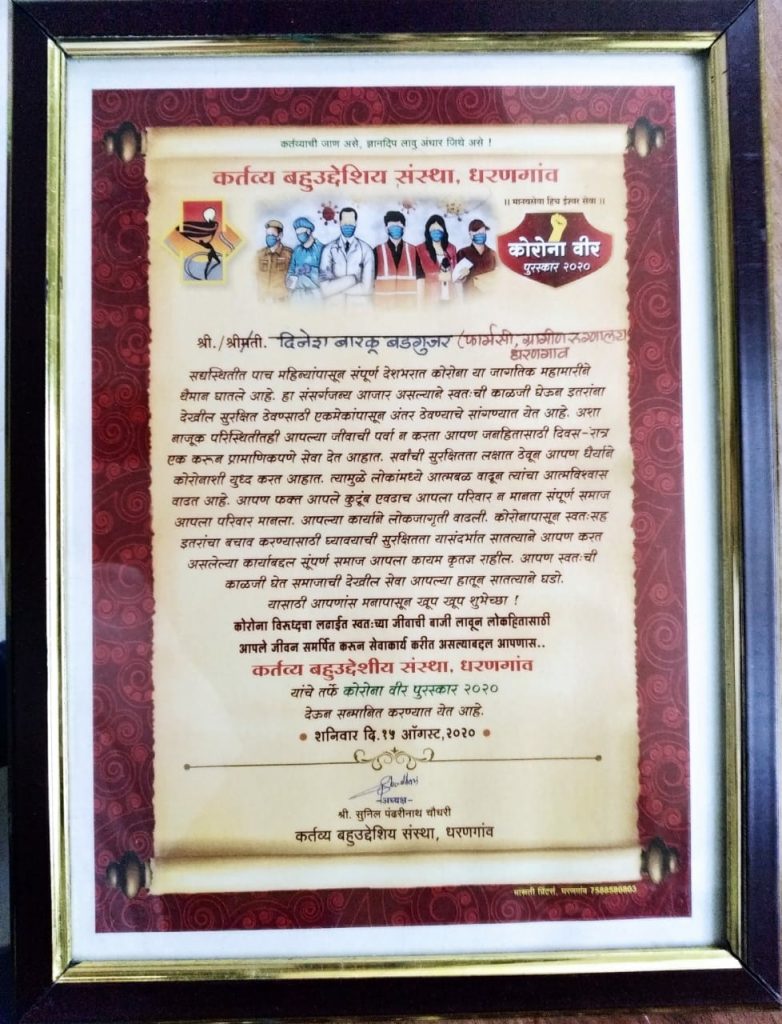 कर्तव्याची जाण असे, ज्ञानदिप लावु अंधार जिथे असे !
कर्तव्य बहुउद्देशिय संस्था, धरणगांव
।। मानवसेवा हिच ईश्वर सेवा ।।
कोरोना वीर
पुरस्कार २०२०
श्री./श्रीमती. दिनेश बारकू बडगुजर (फार्मसी, ग्रामीण रुग्णालय
धरणगांव
सद्यस्थितीत पाच महिन्यांपासून संपूर्ण देशभरात कोरोना या जागतिक महामारीने
थैमान घातले आहे. हा संसर्गजन्य आजार असल्याने स्वतःची काळजी घेऊन इतरांना
देखील सुरक्षित ठेवण्यासाठी एकमेकांपासून अंतर ठेवण्याचे सांगण्यात येत आहे. अशा
नाजूक परिस्थितीतही आपल्या जीवाची पर्वा न करता आपण जनहितासाठी दिवस-रात्र
एक करून प्रामाणिकपणे सेवा देत आहात. सर्वांची सुरक्षितता लक्षात ठेवून आपण धैर्याने
कोरोनाशी युध्द करत आहात. त्यामुळे लोकांमध्ये आत्मबळ वाढून त्यांचा आत्मविश्वास
वाढत आहे. आपण फक्त आपले कुटूंब एवढाच आपला परिवार न मानता संपूर्ण समाज
आपला परिवार मानला. आपल्या कार्याने लोकजागृती वाढली. कोरोनापासून स्वतःसह
इतरांचा बचाव करण्यासाठी घ्यावयाची सुरक्षितता यासंदर्भात सातत्याने आपण करत
असलेल्या कार्याबद्दल सूंपर्ण समाज आपला कायम कृतज्ञ राहील. आपण स्वतःची
काळजी घेत समाजाची देखील सेवा आपल्या हातून सातत्याने घडो.
यासाठी आपणांस मनापासून खूप खूप शुभेच्छा !
कोरोना विरूध्दच्या लढाईत स्वतःच्या जीवाची बाजी लावून लोकहितासाठी
आपले जीवन समर्पित करून सेवाकार्य करीत असत्याबद्दल आपणास..
कर्तव्य बहुउद्देशीय संस्था, धरणगांव
यांचे तर्फे कोरोना वीर पुरस्कार २०२०
देऊन सन्मानित करण्यात येत आहे.
• शनिवार दि.१५ ऑगस्ट,२०२० •
-अध्यक्ष-
श्री. सुनिल पंढरीनाथ चौधरी
कर्तव्य बहुउद्देशिय संस्था, धरणगांव
मारूती प्रिंटर्स, धरणगांव 7588586863